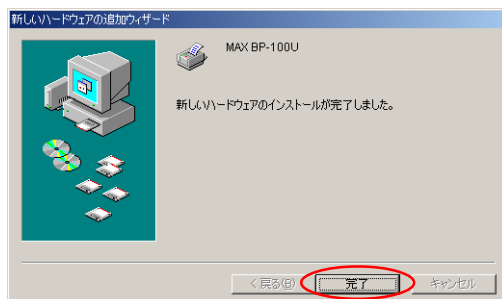 新しいハードウェアの追加ウィザード
MAX BP-100U
新しいハードウェアのインストールが完了しました。
< 戻る(B)
完了
キャンセル